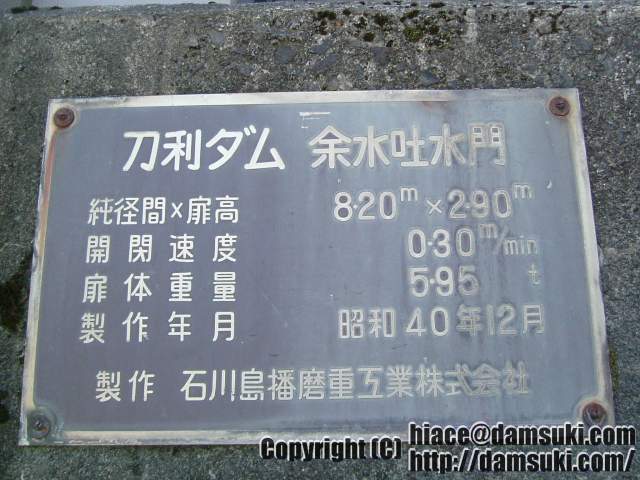 刀利ダム 余水吐水門
純径間×扉高 8.20m×2.90m
開閉速度 0.30m/min
扉体重量 5.95 t
製作年月 昭和40年12月
製作 石川島播磨重工業株式会社
Copyright (C) hiace@damsuki.com
http://damsuki.com/